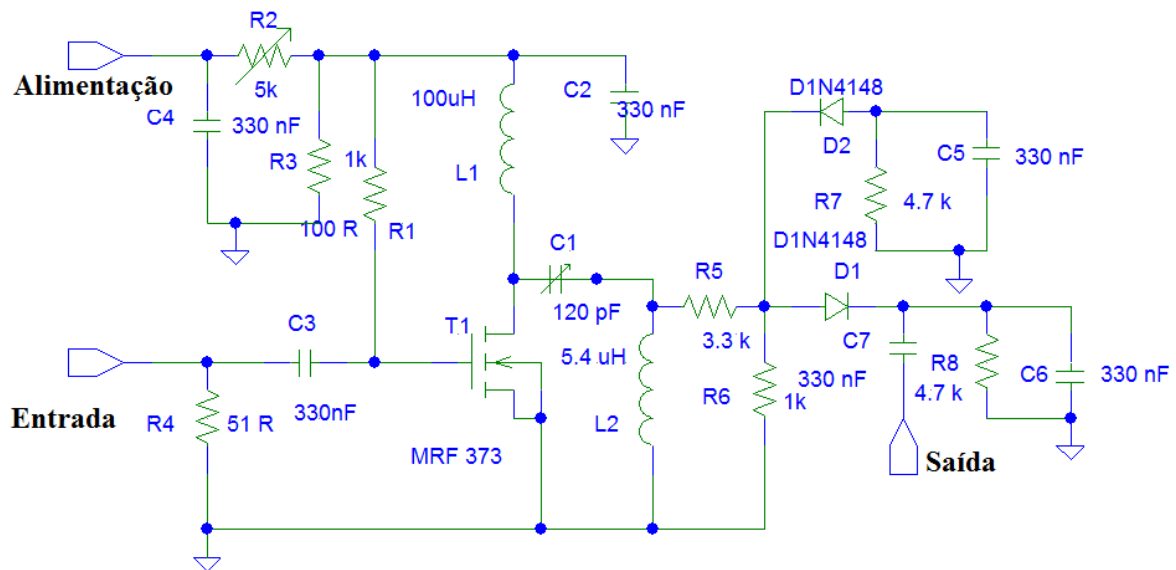 R2
Alimentação
5k
C4
330 nF
R3
100 R
1k
R1
100uH
L1
C2
330 nF
D1N4148
D2
C5
330 nF
R7
4.7 k
D1N4148
D1
C1
120 pF
R5
3.3 k
C7
330 nF
R8
4.7 k
C6
330 nF
T1
5.4 uH
R6
1k
C3
330nF
Entrada
R4
51 R
MRF 373
L2
Saída